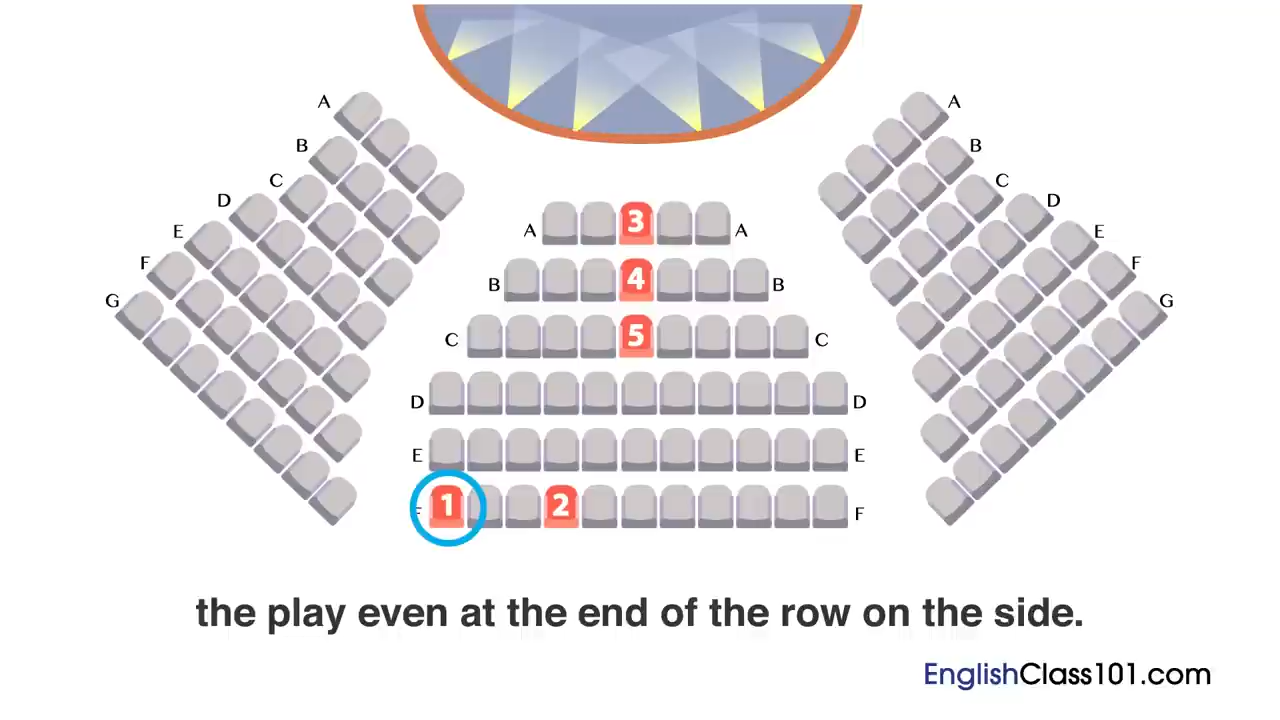 A
B
C
D
E
F
G
A
B
C
D
E
F
G
A 3 A
B 4 B
C 5 C
D D
E E
F 1 2 F
the play even at the end of the row on the side.
EnglishClass101.com